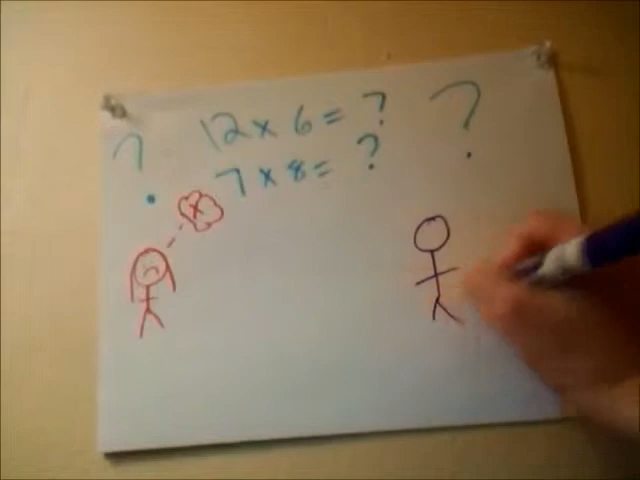 12 x 6 = ? ?
? 7 x 8 = ?
x